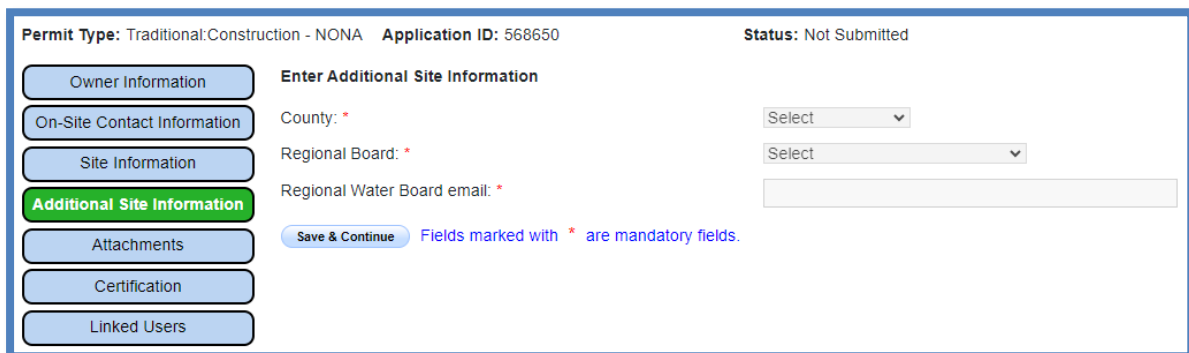 Permit Type: Traditional:Construction - NONA Application ID: 568650 Status: Not Submitted
Owner Information
On-Site Contact Information
Site Information
Additional Site Information
Attachments
Certification
Linked Users
Enter Additional Site Information
County: * Select
Regional Board: * Select
Regional Water Board email: *
Save & Continue Fields marked with * are mandatory fields.